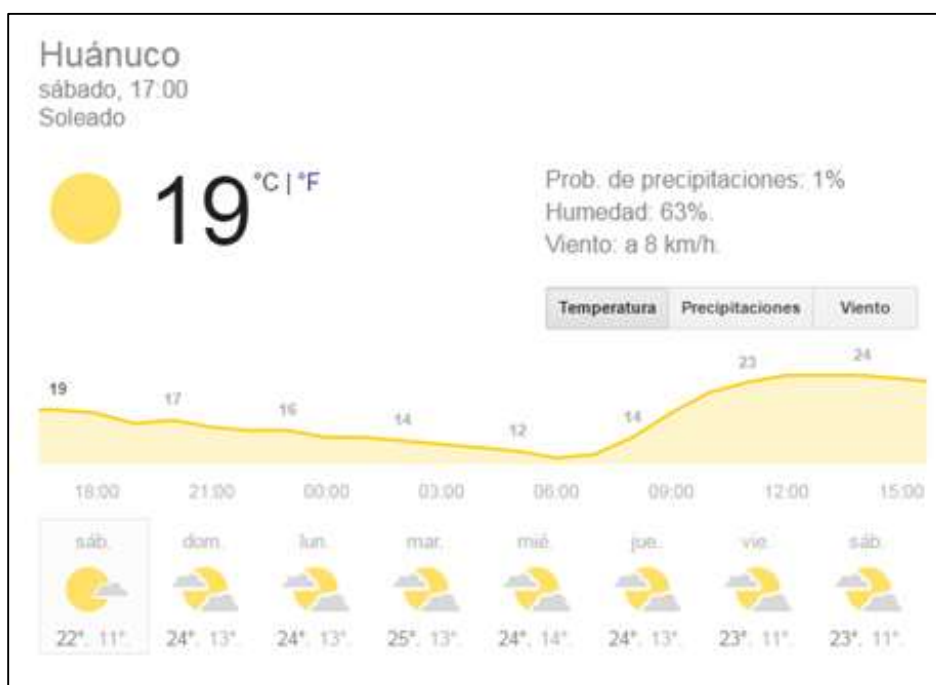 Huánuco
sábado, 17:00
Soleado
19 °C | °F
Prob. de precipitaciones: 1%
Humedad: 63%.
Viento: a 8 km/h.
Temperatura Precipitaciones Viento
19 17 16 14 12 14 23 24
18:00 21:00 00:00 03:00 06:00 09:00 12:00 15:00
sáb. dom. lun. mar. mié. jue. vie. sáb.
22°. 11°. 24°. 13°. 24°. 13°. 25°. 13°. 24°. 14°. 24°. 13°. 23°. 11°. 23°. 11°.